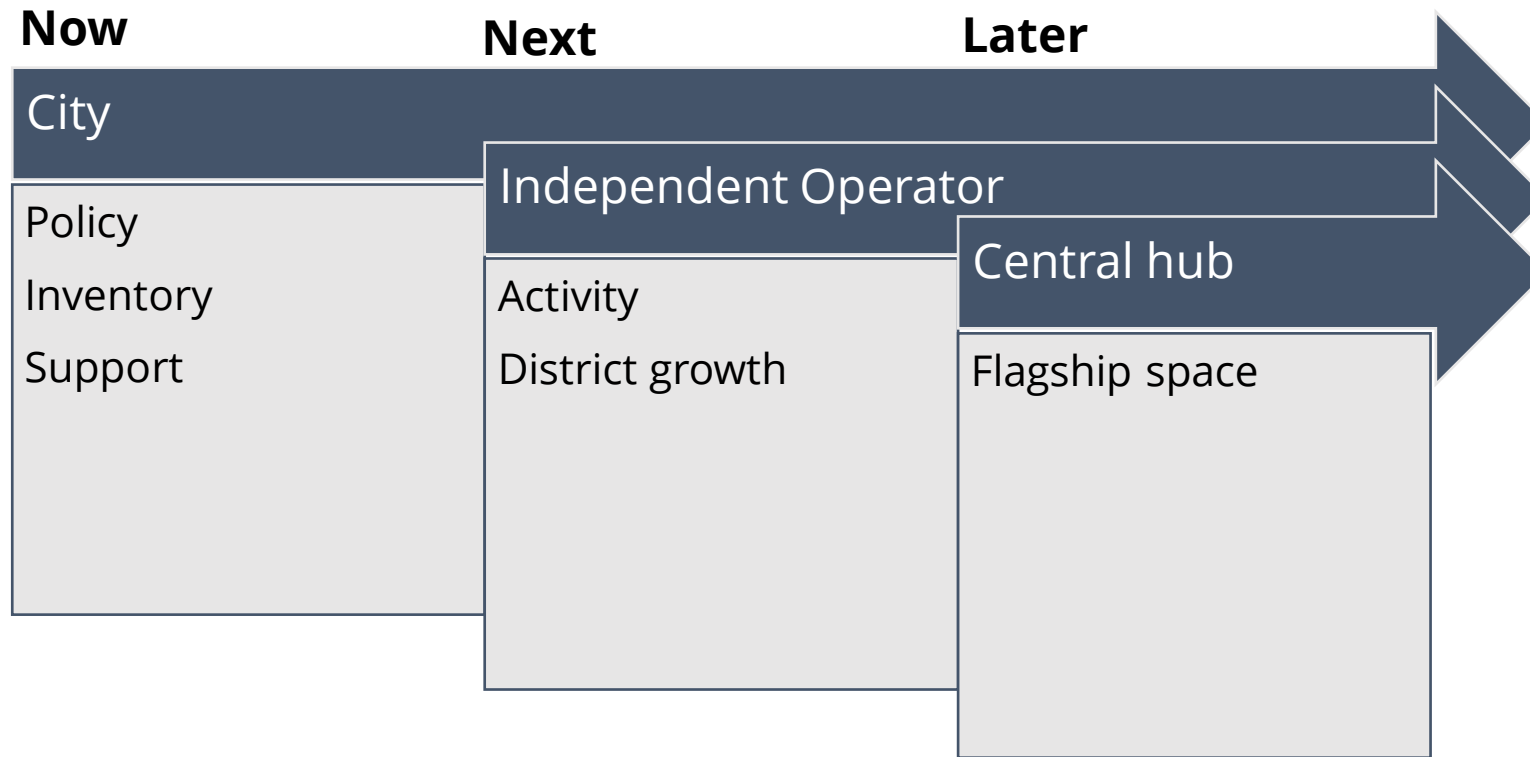 Now
Next
Later
City
Independent Operator
Central hub
Policy
Inventory
Support
Activity
District growth
Flagship space